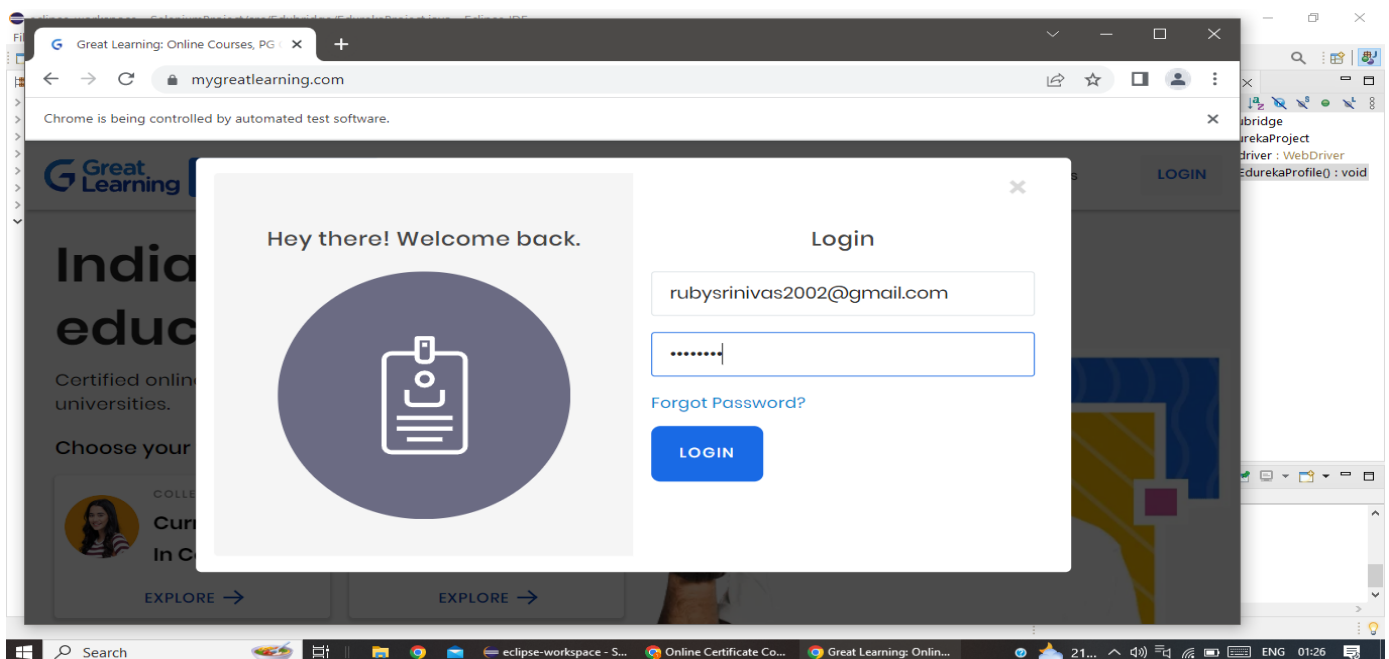 Great Learning: Online Courses, PG
mygreatlearning.com
Chrome is being controlled by automated test software.
Great
Learning
LOGIN
Hey there! Welcome back.
Login
rubysrinivas2002@gmail.com
••••••••
Forgot Password?
LOGIN
India
educ
Certified onlin
universities.
Choose your
COLLE
Curr
In Co
EXPLORE →
EXPLORE →
ubridge
urekaProject
driver : WebDriver
EdurekaProfile() : void
Search
eclipse-workspace - S...
Online Certificate Co...
Great Learning: Onlin...
21...
ENG
01:26